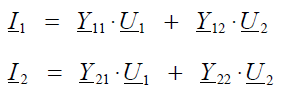 I₁ = Y₁₁·U₁ + Y₁₂·U₂
I₂ = Y₂₁·U₁ + Y₂₂·U₂